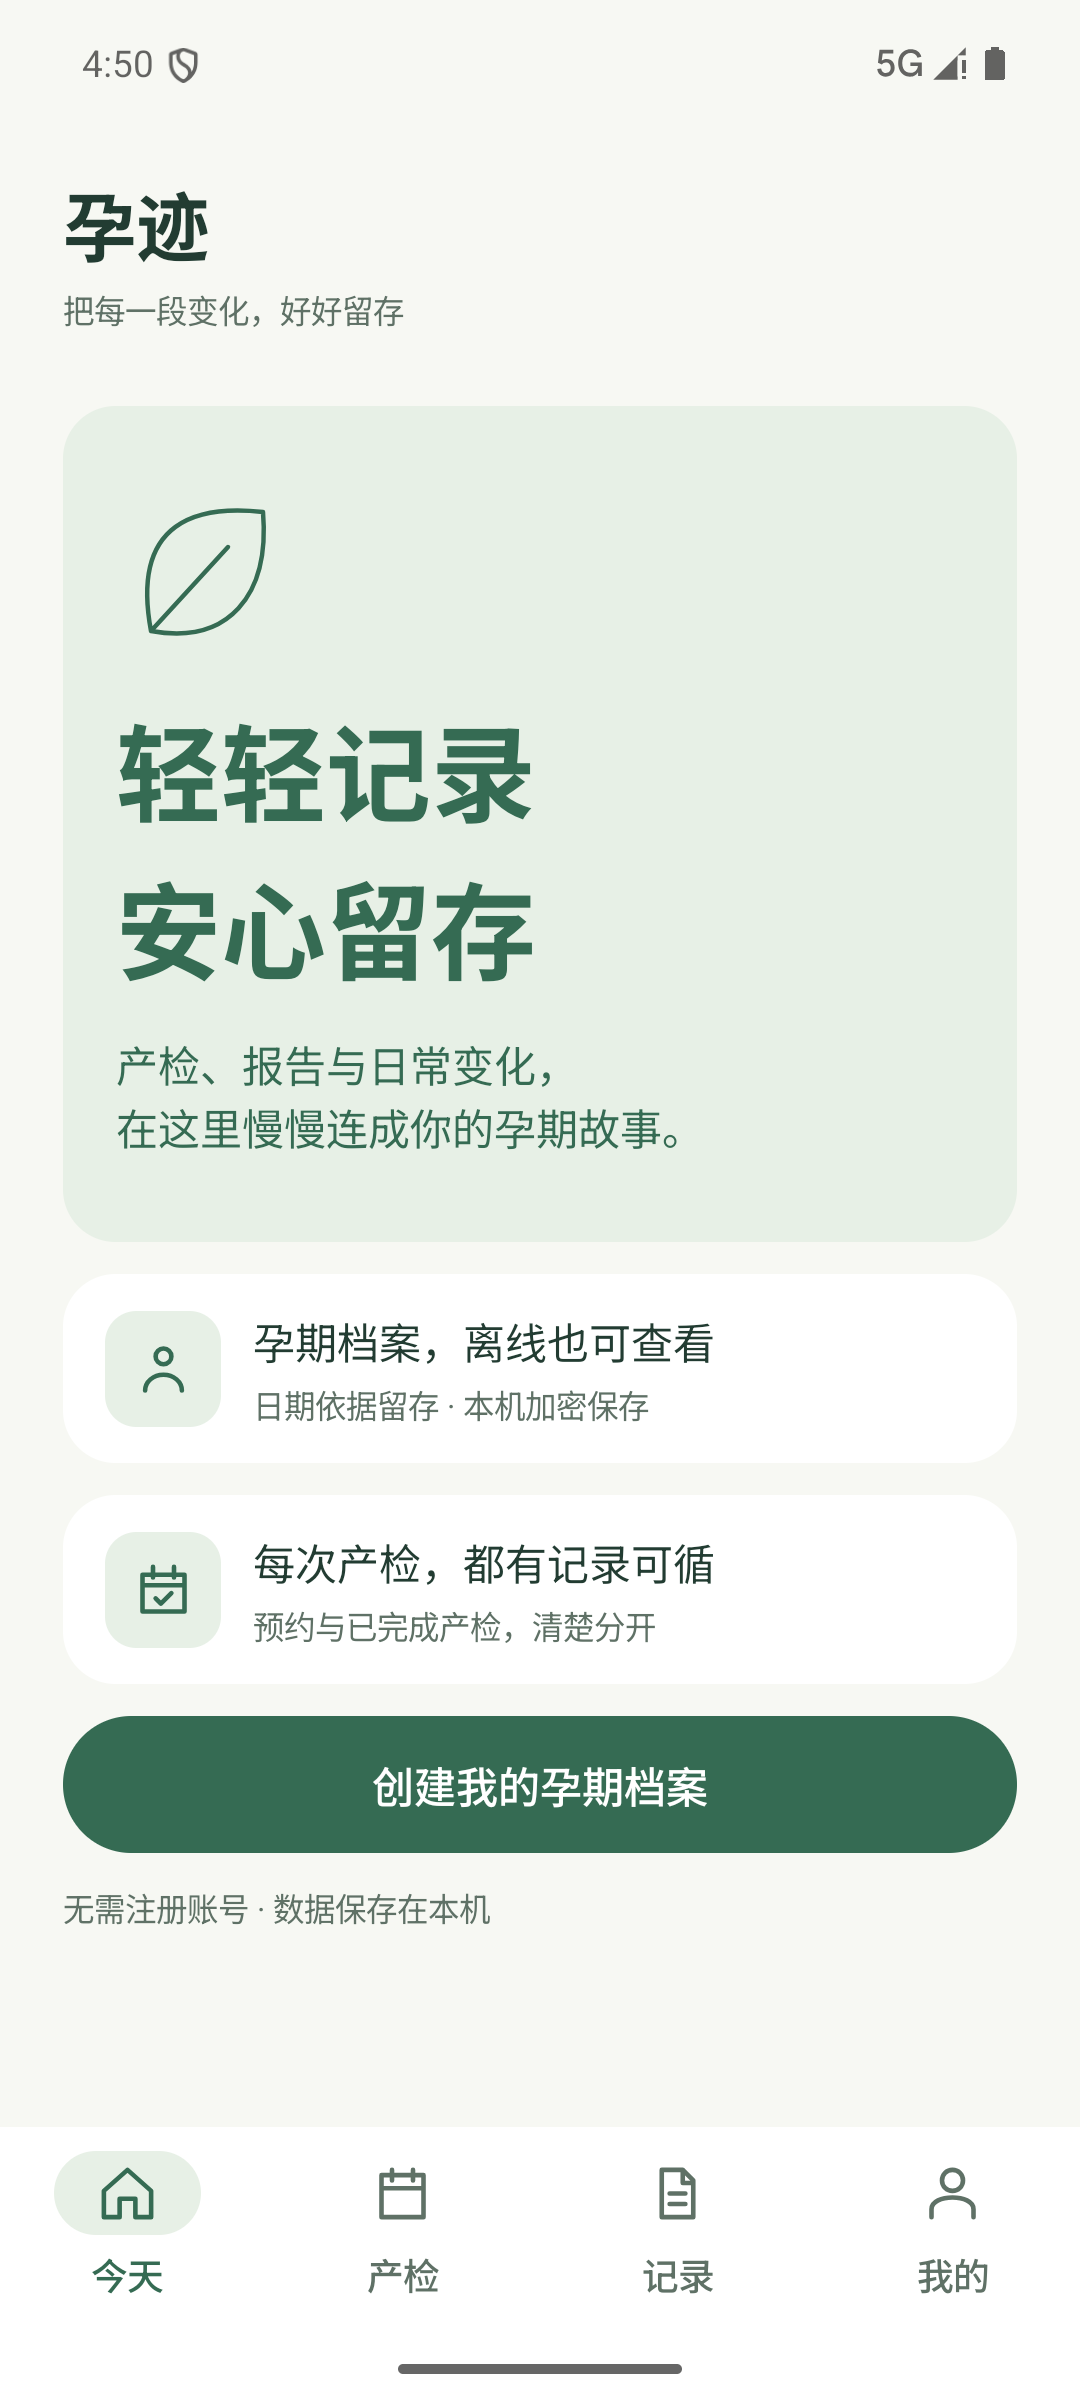 4:50
5G
孕迹
把每一段变化，好好留存
轻轻记录
安心留存
产检、报告与日常变化，
在这里慢慢连成你的孕期故事。
孕期档案，离线也可查看
日期依据留存 · 本机加密保存
每次产检，都有记录可循
预约与已完成产检，清楚分开
创建我的孕期档案
无需注册账号 · 数据保存在本机
今天
产检
记录
我的